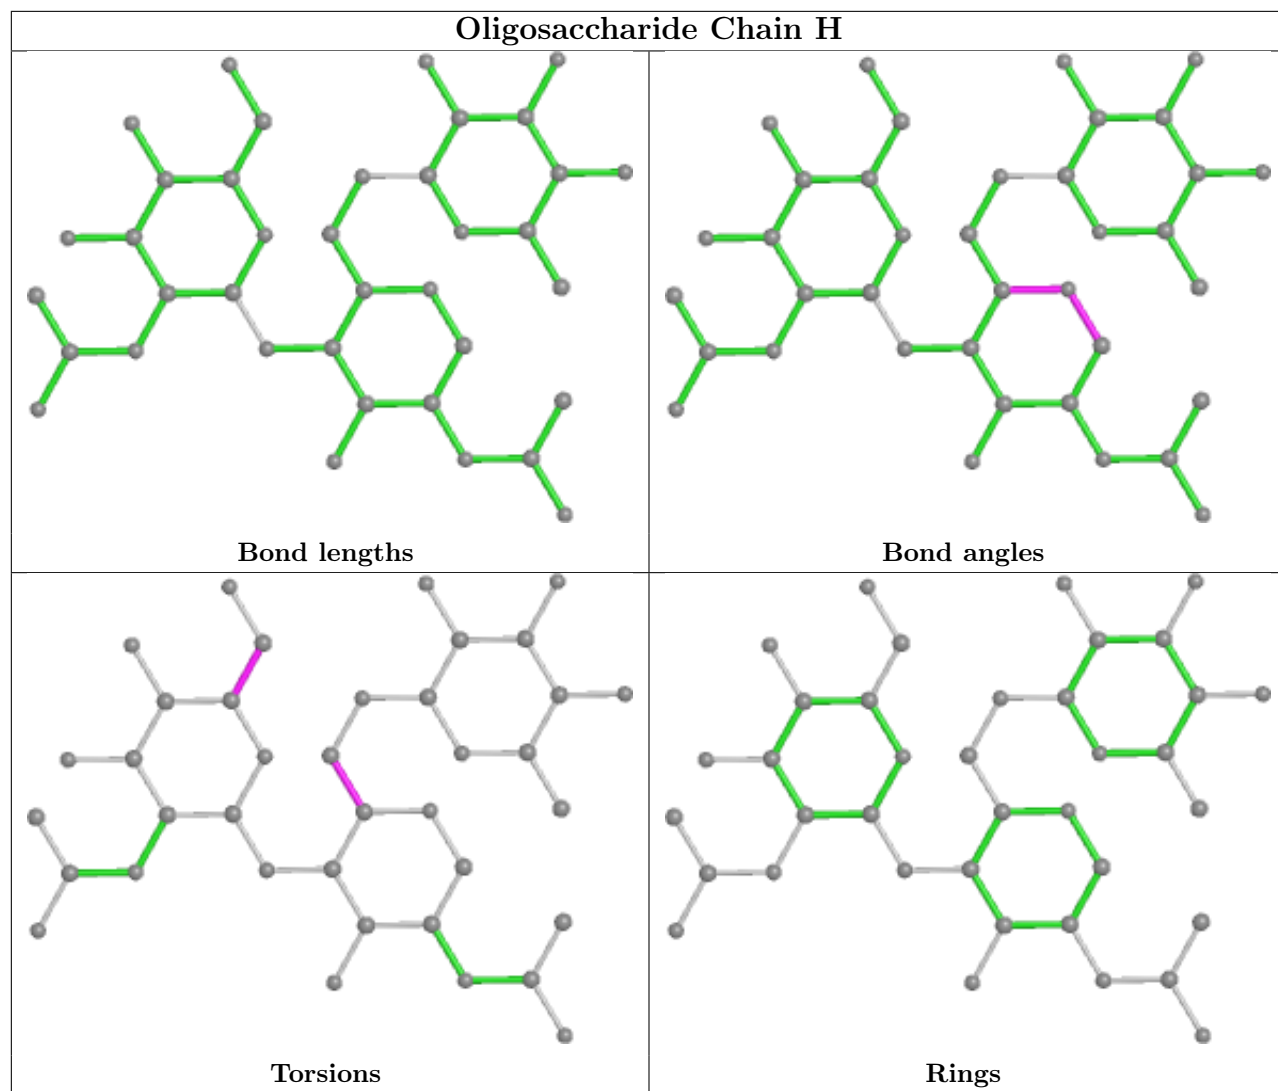 Oligosaccharide Chain H
Bond lengths
Bond angles
Torsions
Rings